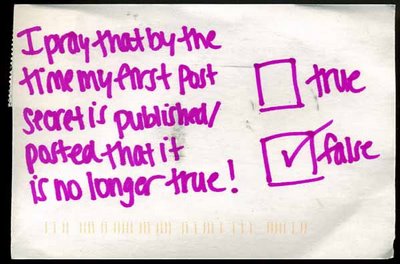 I pray that by the
time my first post
secret is published/
posted that it
is no longer true!
true
false